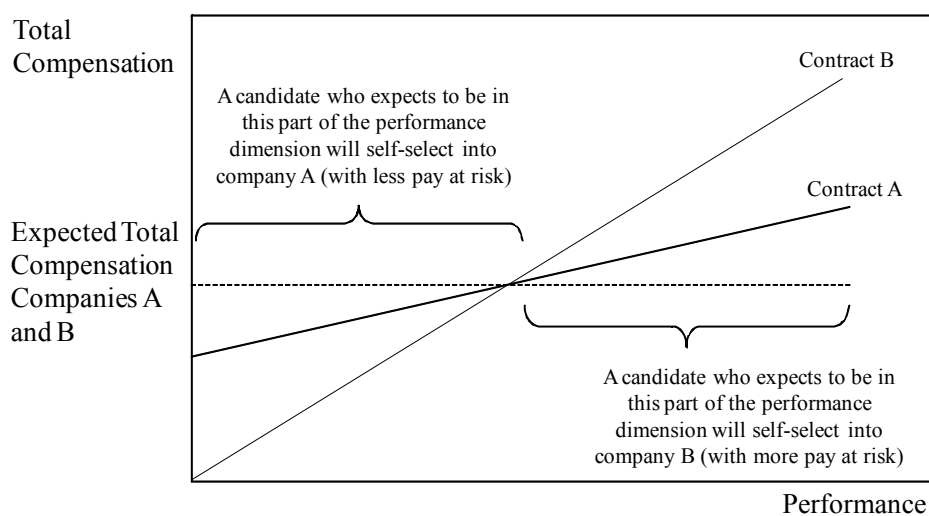 Total
Compensation
Contract B
A candidate who expects to be in
this part of the performance
dimension will self-select into
company A (with less pay at risk)
Contract A
Expected Total
Compensation
Companies A
and B
A candidate who expects to be in
this part of the performance
dimension will self-select into
company B (with more pay at risk)
Performance